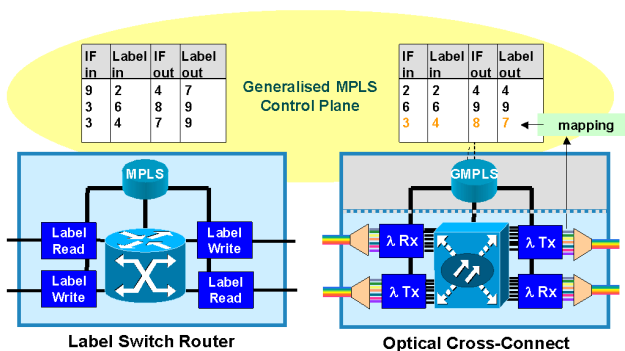 IF in Label in IF out Label out
9 2 4 7
3 6 8 9
3 4 7 9
Generalised MPLS
Control Plane
IF in Label in IF out Label out
2 2 4 4
6 6 9 9
3 4 8 7
mapping
MPLS
Label Read
Label Write
Label Write
Label Read
Label Switch Router
GMPLS
λ Rx
λ Tx
λ Tx
λ Rx
Optical Cross-Connect